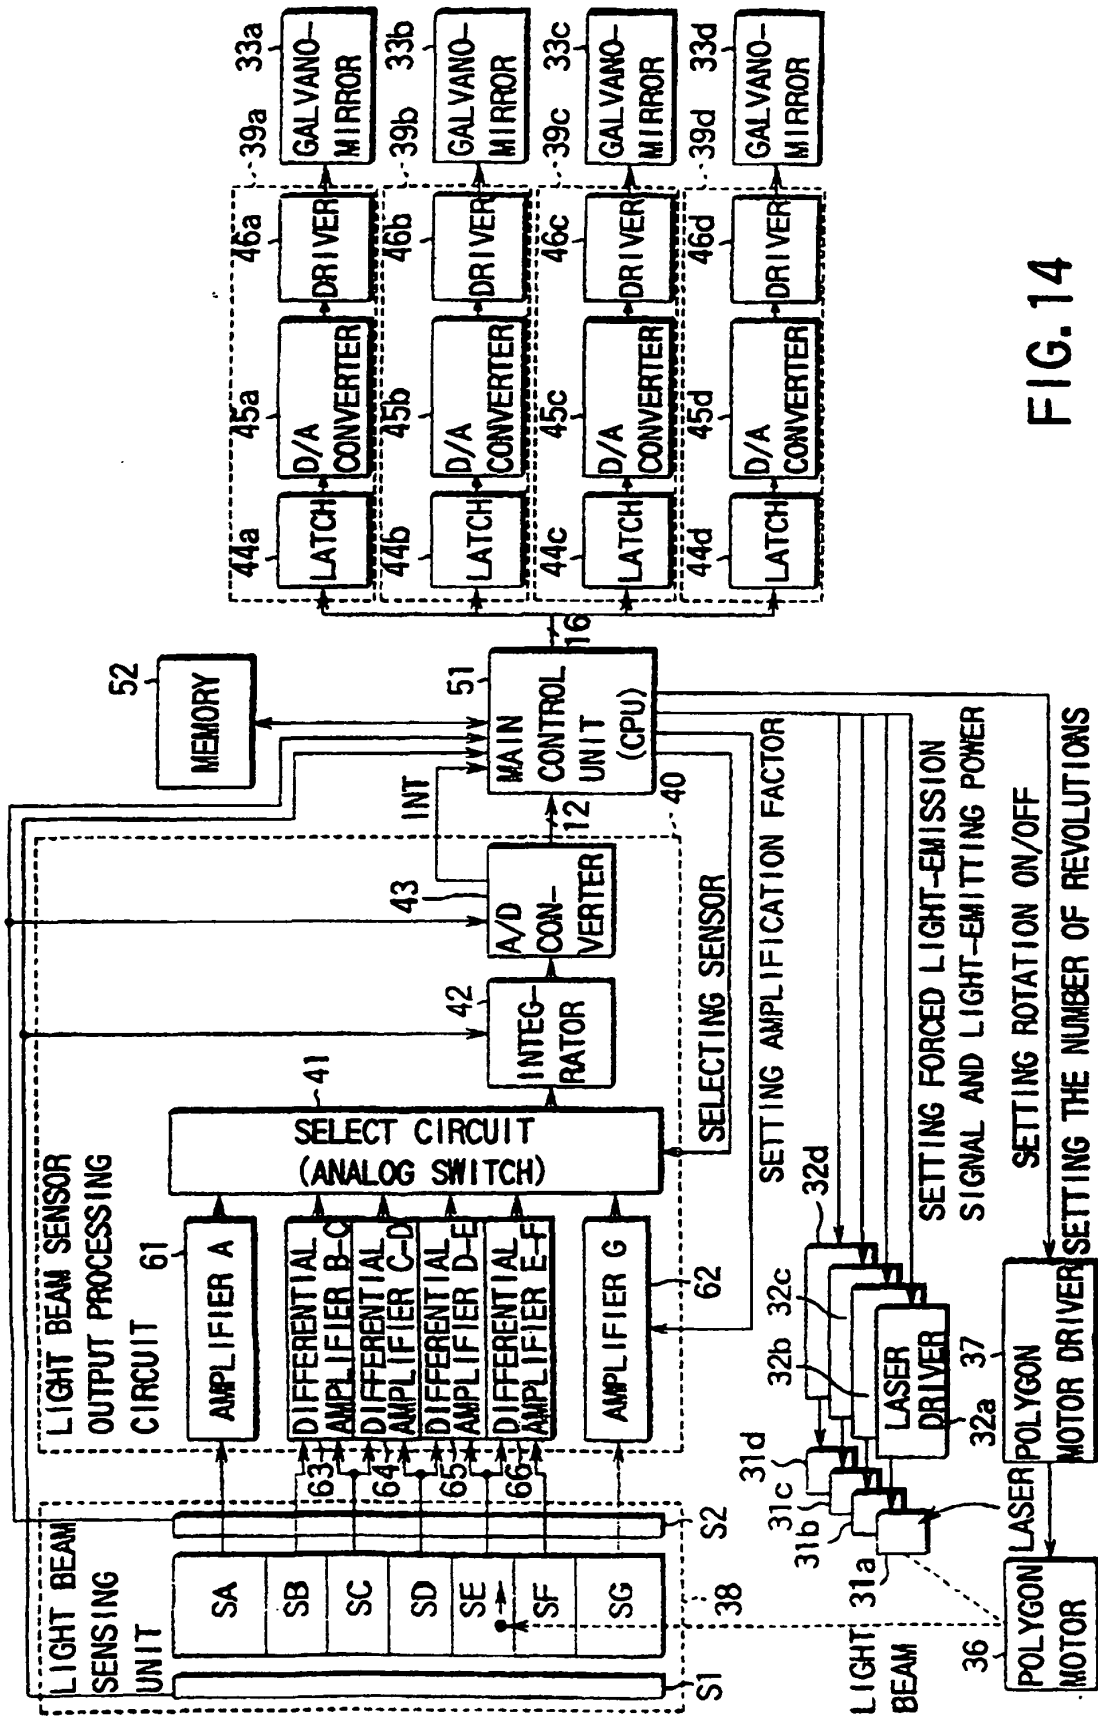 LIGHT BEAM
SENSING
UNIT
S1
SA
SB
SC
SD
SE
SF
SG
S2
38
LIGHT BEAM SENSOR
OUTPUT PROCESSING
CIRCUIT
61
AMPLIFIER A
DIFFERENTIAL
AMPLIFIER B-C
63
DIFFERENTIAL
AMPLIFIER C-D
64
DIFFERENTIAL
AMPLIFIER D-E
65
DIFFERENTIAL
AMPLIFIER E-F
66
AMPLIFIER G
62
41
SELECT CIRCUIT
(ANALOG SWITCH)
42
INTEG-
RATOR
43
A/D
CON-
VERTER
INT
12
40
52
MEMORY
51
MAIN
CONTROL
UNIT
(CPU)
16
SELECTING SENSOR
SETTING AMPLIFICATION FACTOR
SETTING FORCED LIGHT-EMISSION
SIGNAL AND LIGHT-EMITTING POWER
SETTING ROTATION ON/OFF
SETTING THE NUMBER OF REVOLUTIONS
44a
LATCH
45a
D/A
CONVERTER
46a
DRIVER
39a
33a
GALVANO-
MIRROR
44b
LATCH
45b
D/A
CONVERTER
46b
DRIVER
39b
33b
GALVANO-
MIRROR
44c
LATCH
45c
D/A
CONVERTER
46c
DRIVER
39c
33c
GALVANO-
MIRROR
44d
LATCH
45d
D/A
CONVERTER
46d
DRIVER
39d
33d
GALVANO-
MIRROR
LIGHT
BEAM
31a
31b
31c
31d
LASER
32d
32c
32b
LASER
DRIVER
32a
36
POLYGON
MOTOR
37
POLYGON
MOTOR DRIVER
FIG. 14